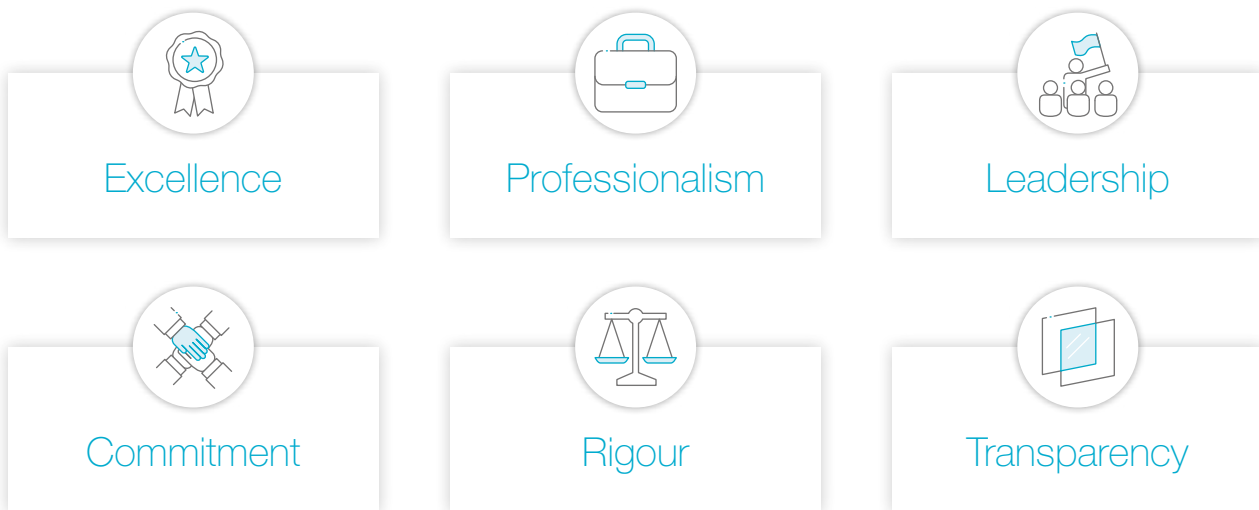 Excellence
Professionalism
Leadership
Commitment
Rigour
Transparency